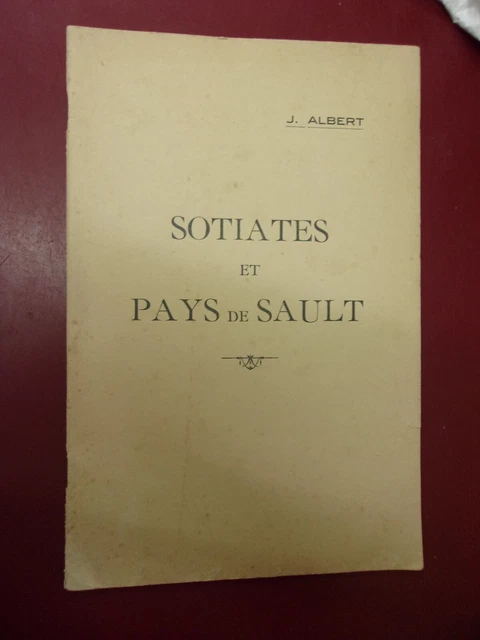 J. ALBERT
SOTIATES
ET
PAYS DE SAULT